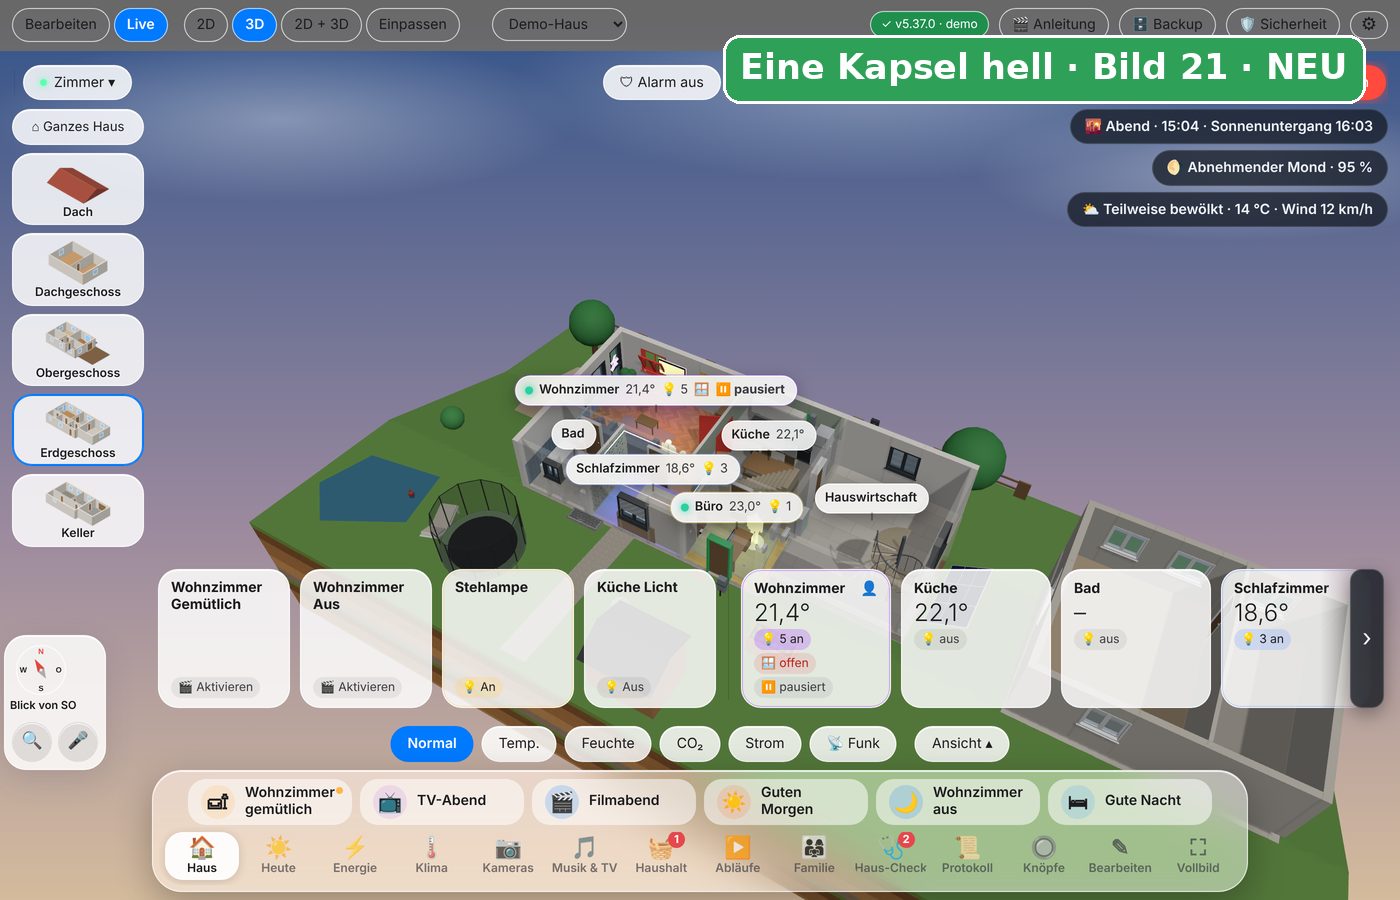 Bearbeiten Live 2D 3D 2D + 3D Einpassen Demo-Haus ✓ v5.37.0 · demo Anleitung Backup Sicherheit
Eine Kapsel hell · Bild 21 · NEU
Zimmer ▾
Alarm aus
Ganzes Haus
Abend · 15:04 · Sonnenuntergang 16:03
Abnehmender Mond · 95 %
Teilweise bewölkt · 14 °C · Wind 12 km/h
Dach
Dachgeschoss
Obergeschoss
Erdgeschoss
Keller
Wohnzimmer 21,4° 5 pausiert
Bad
Küche 22,1°
Schlafzimmer 18,6° 3
Büro 23,0° 1
Hauswirtschaft
N
W O
S
Blick von SO
Wohnzimmer
Gemütlich
Aktivieren
Wohnzimmer
Aus
Aktivieren
Stehlampe
An
Küche Licht
Aus
Wohnzimmer
21,4°
5 an
offen
pausiert
Küche
22,1°
aus
Bad
–
aus
Schlafzimmer
18,6°
3 an
›
Normal Temp. Feuchte CO₂ Strom Funk Ansicht ▴
Wohnzimmer
gemütlich
TV-Abend
Filmabend
Guten
Morgen
Wohnzimmer
aus
Gute Nacht
1 2
Haus Heute Energie Klima Kameras Musik & TV Haushalt Abläufe Familie Haus-Check Protokoll Knöpfe Bearbeiten Vollbild